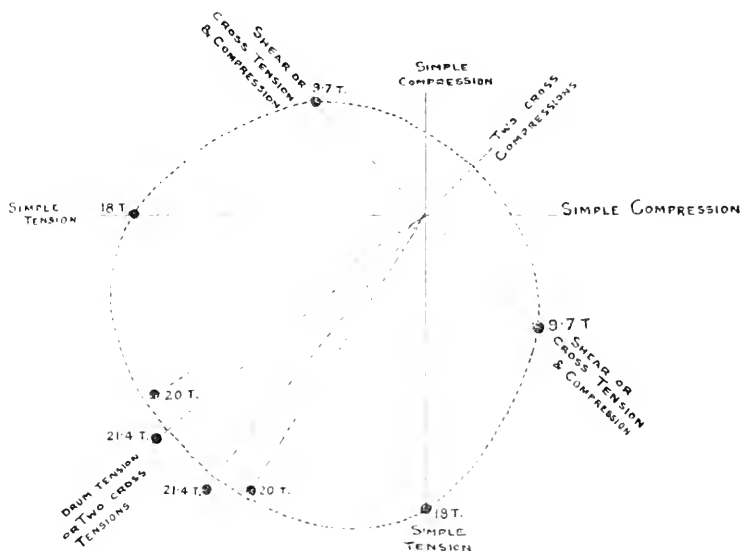 SHEAR OR
CROSS TENSION
& COMPRESSION
9·7 T.
SIMPLE
COMPRESSION
TWO CROSS
COMPRESSIONS
SIMPLE
TENSION
18 T.
SIMPLE COMPRESSION
9·7 T
SHEAR OR
CROSS TENSION
& COMPRESSION
20 T.
21·4 T.
DRUM TENSION
OR TWO CROSS
TENSIONS
21·4 T.
20 T.
18 T.
SIMPLE
TENSION